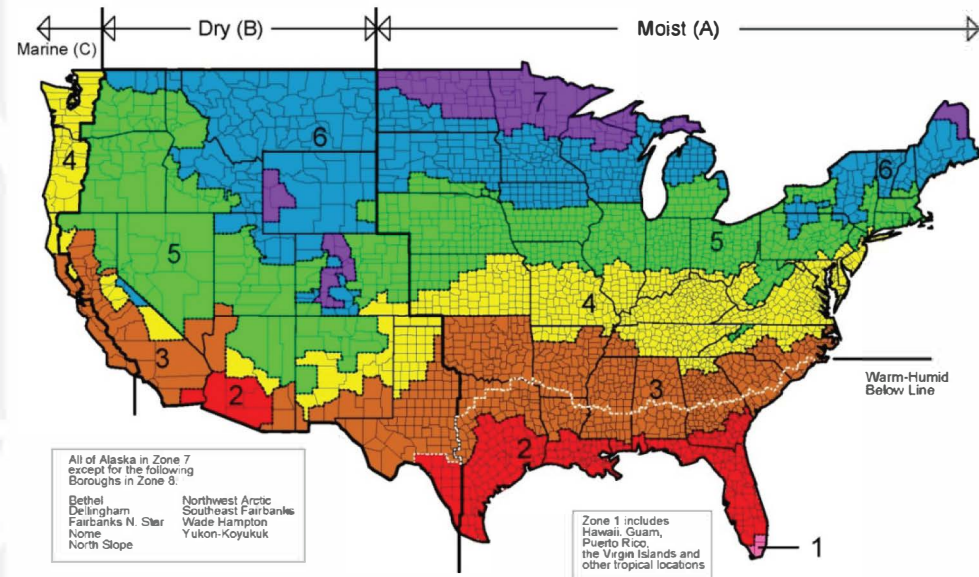 Marine (C)
Dry (B)
Moist (A)
7
6
4
6
5
5
4
3
3
2
2
Warm-Humid
Below Line
All of Alaska in Zone 7
except for the following
Boroughs in Zone 8:
Bethel Northwest Arctic
Dellingham Southeast Fairbanks
Fairbanks N. Star Wade Hampton
Nome Yukon-Koyukuk
North Slope
Zone 1 includes
Hawaii. Guam,
Puerto Rico,
the Virgin Islands and
other tropical locations
1